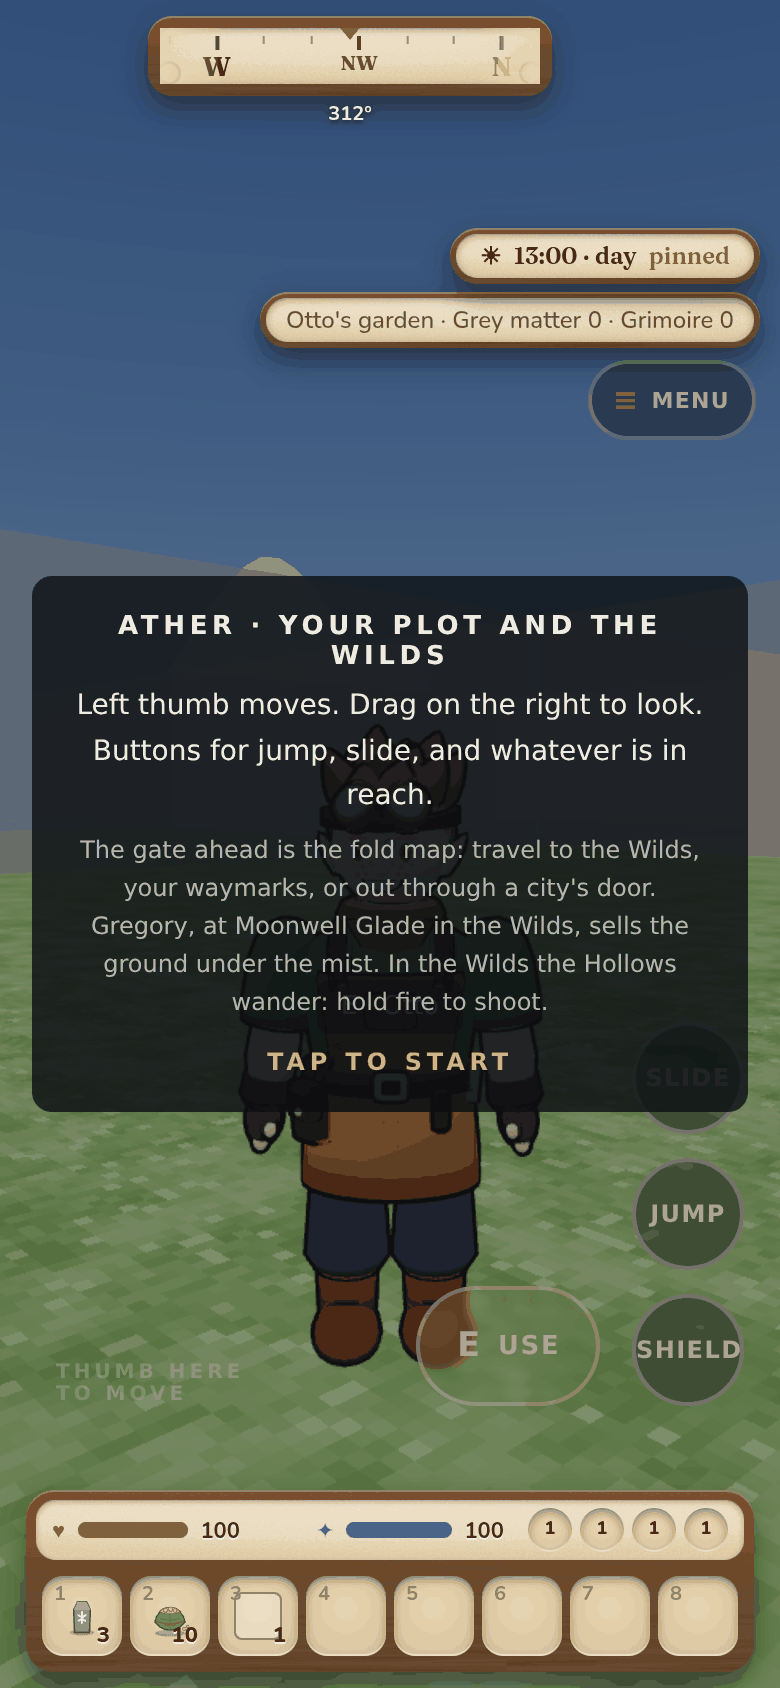 W NW N
312°
☀ 13:00 · day pinned
Otto's garden · Grey matter 0 · Grimoire 0
☰ MENU
ATHER · YOUR PLOT AND THE
WILDS
Left thumb moves. Drag on the right to look.
Buttons for jump, slide, and whatever is in
reach.
The gate ahead is the fold map: travel to the Wilds,
your waymarks, or out through a city's door.
Gregory, at Moonwell Glade in the Wilds, sells the
ground under the mist. In the Wilds the Hollows
wander: hold fire to shoot.
TAP TO START
SLIDE
JUMP
E USE
SHIELD
THUMB HERE
TO MOVE
♥ 100 ✦ 100 1 1 1 1
1 2 3 4 5 6 7 8
3 10 1